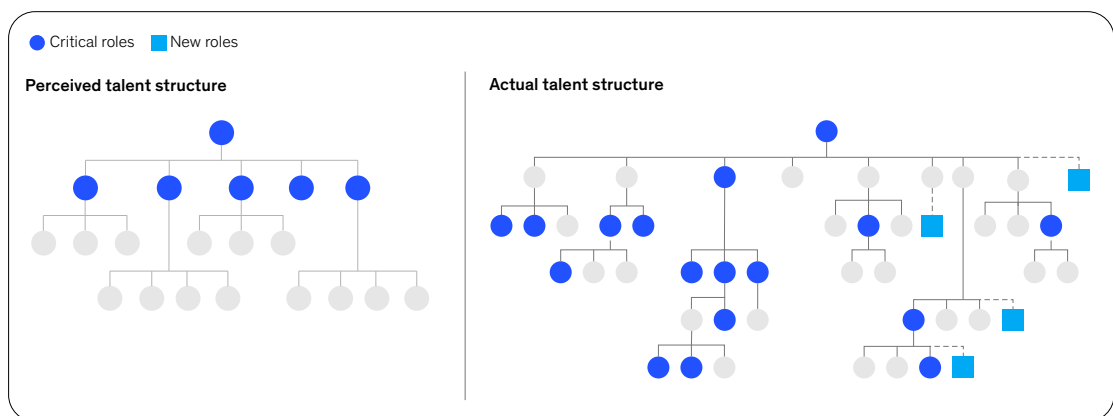 Critical roles
New roles
Perceived talent structure
Actual talent structure